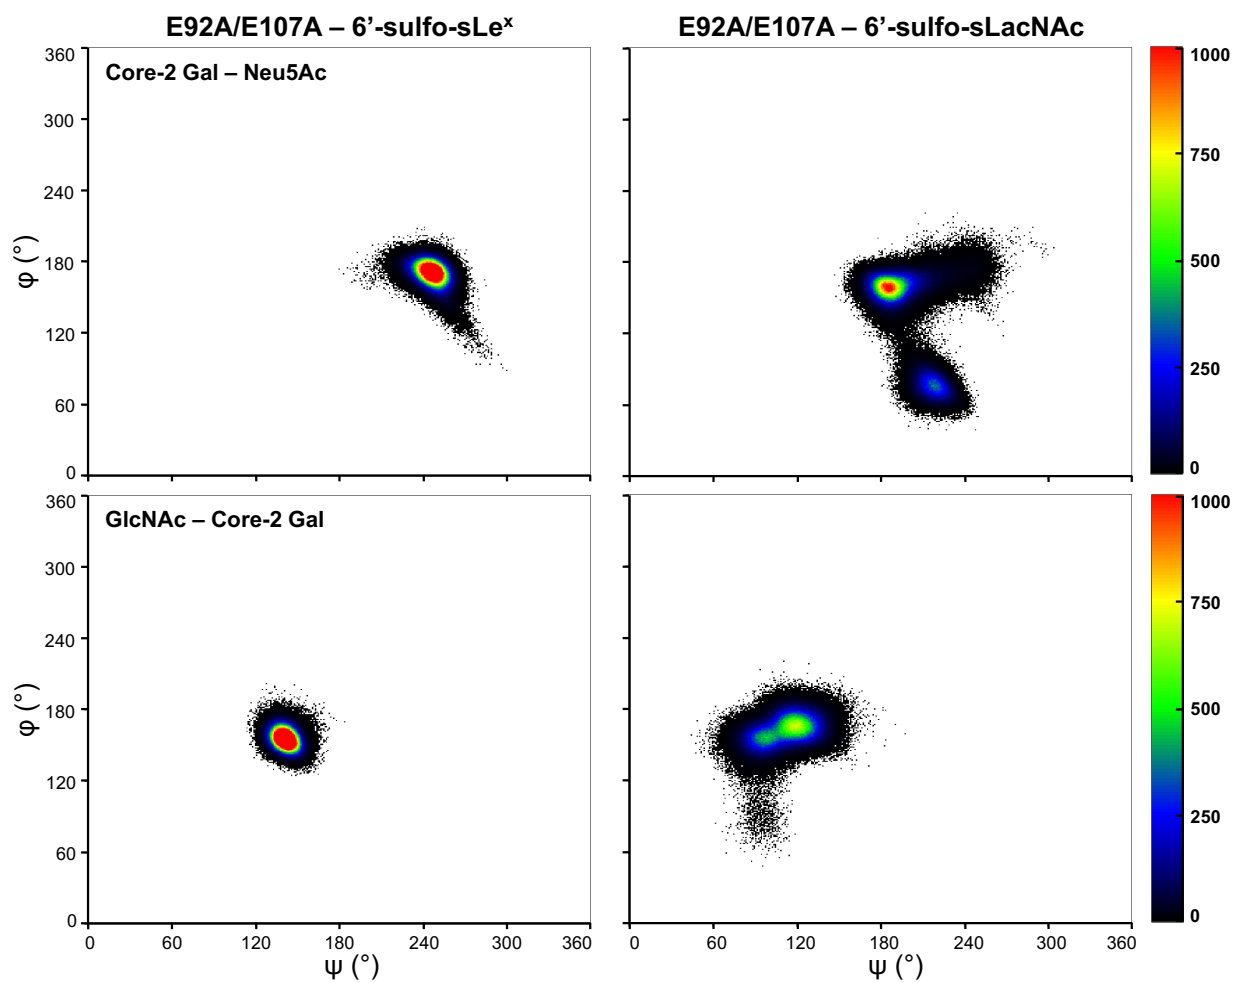 E92A/E107A – 6’-sulfo-sLeˣ
E92A/E107A – 6’-sulfo-sLacNAc
Core-2 Gal – Neu5Ac
360
300
240
180
120
60
0
φ (°)
1000
750
500
250
0
GlcNAc – Core-2 Gal
360
300
240
180
120
60
0
φ (°)
1000
750
500
250
0
0 60 120 180 240 300 360
ψ (°)
0 60 120 180 240 300 360
ψ (°)